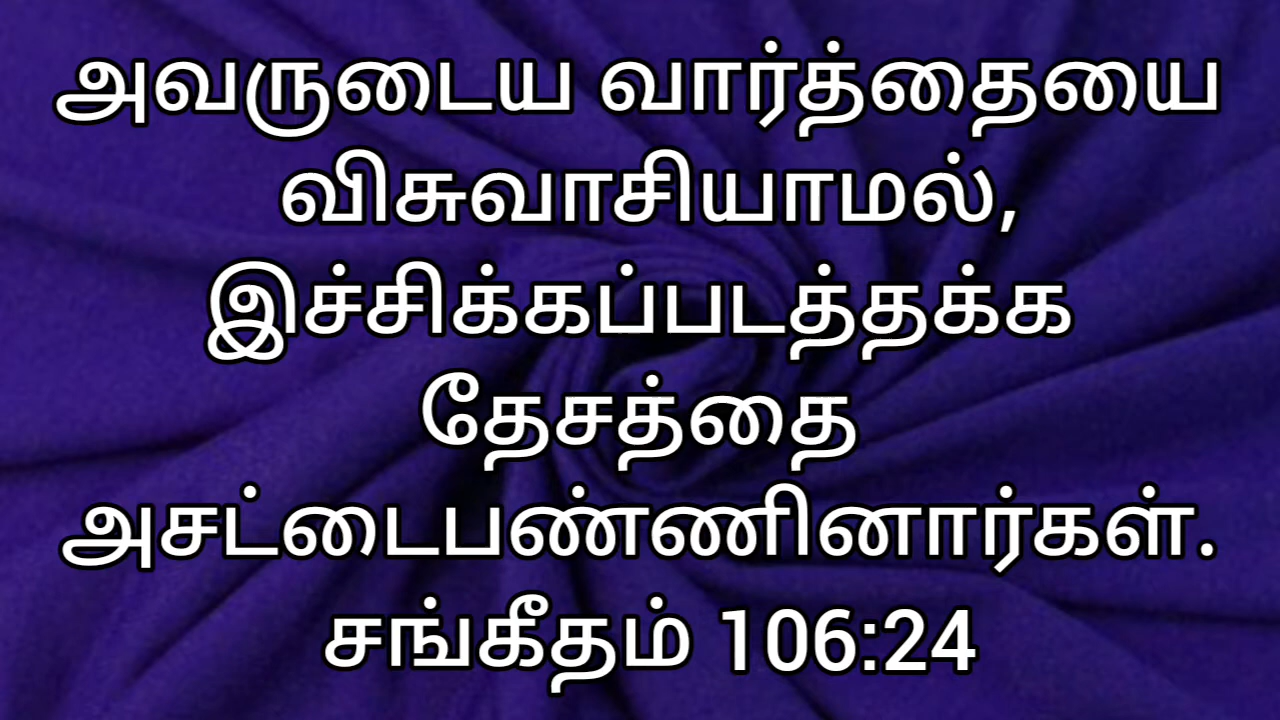 அவருடைய வார்த்தையை
விசுவாசியாமல்,
இச்சிக்கப்படத்தக்க
தேசத்தை
அசட்டைபண்ணினார்கள்.
சங்கீதம் 106:24